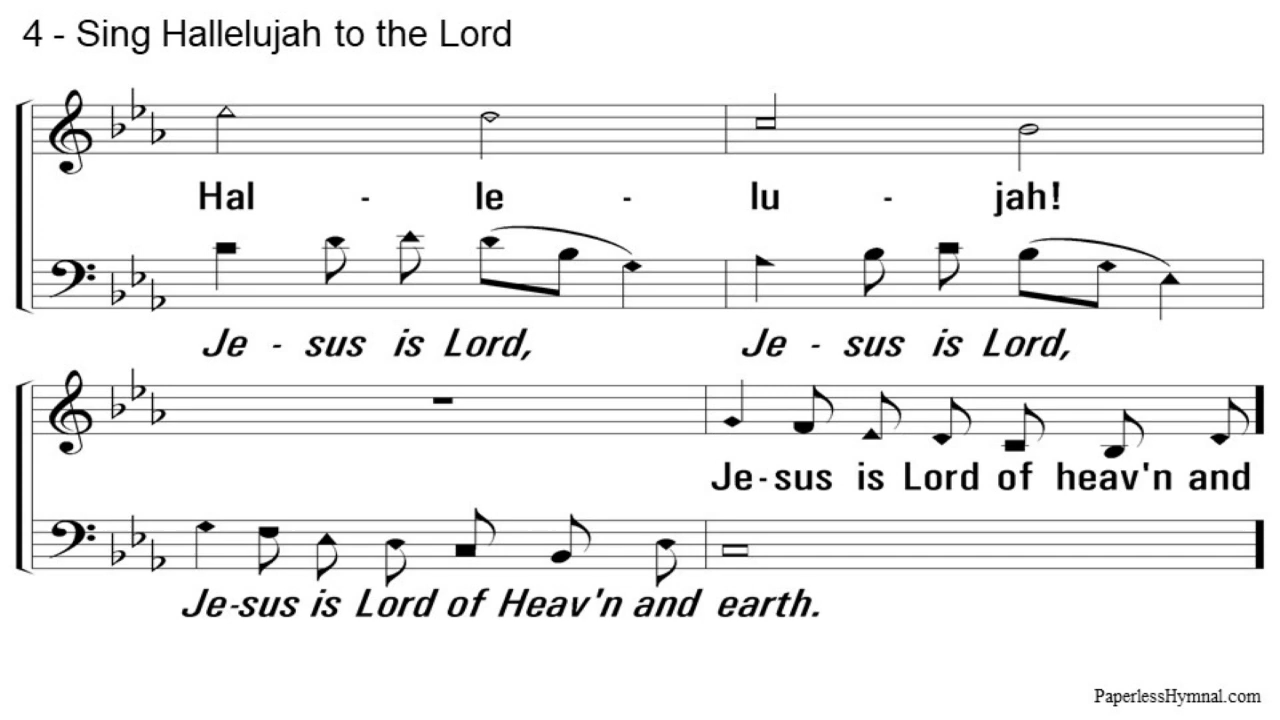 4 - Sing Hallelujah to the Lord
Hal - le - lu - jah!
Je - sus is Lord, Je - sus is Lord,
Je-sus is Lord of heav'n and
Je-sus is Lord of Heav'n and earth.
PaperlessHymnal.com